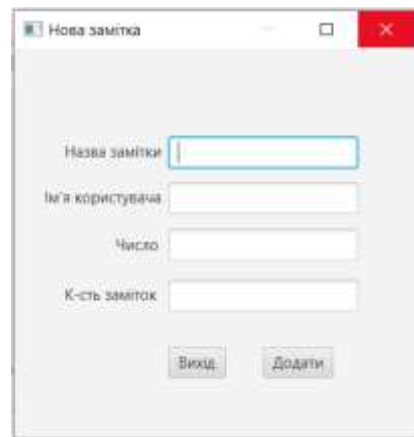 Нова замітка
Назва замітки
Ім'я користувача
Число
К-сть заміток
Вихід
Додати